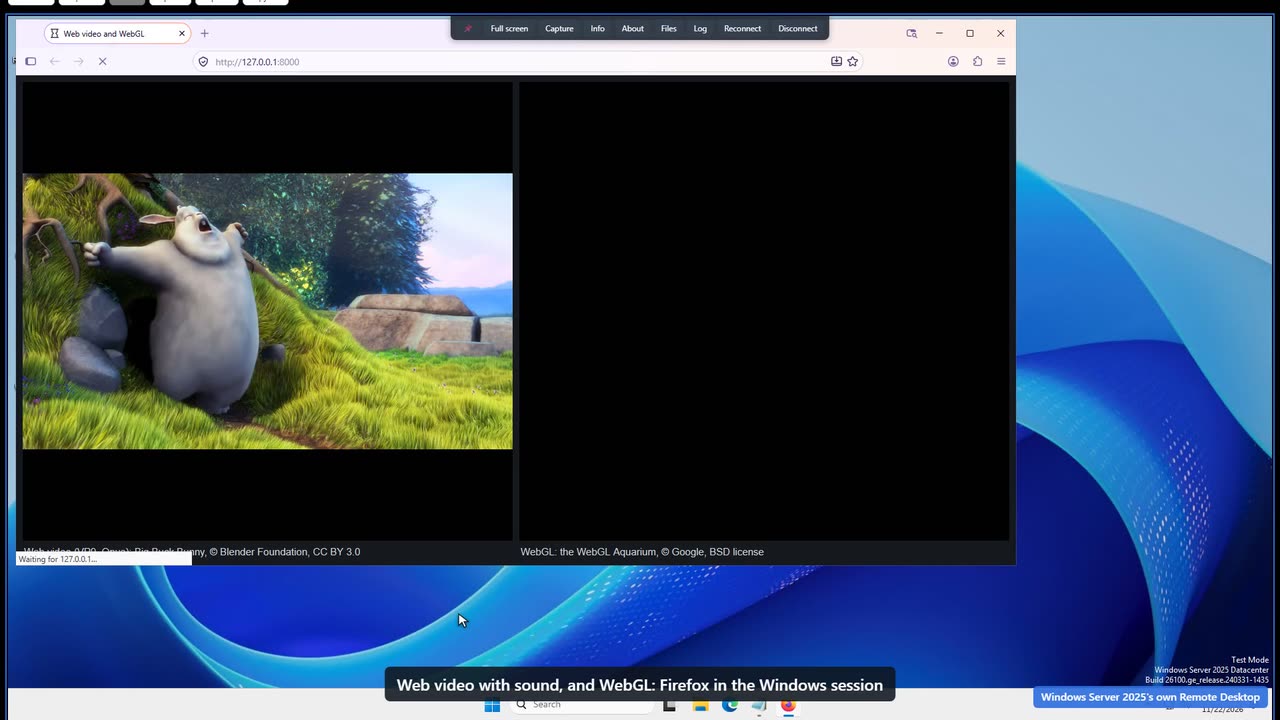 Web video and WebGL
Full screen
Capture
Info
About
Files
Log
Reconnect
Disconnect
http://127.0.0.1:8000
WebGL: the WebGL Aquarium, © Google, BSD license
Big Buck Bunny, © Blender Foundation, CC BY 3.0
Waiting for 127.0.0.1...
Test Mode
Windows Server 2025 Datacenter
Build 26100.ge_release.240331-1435
Web video with sound, and WebGL: Firefox in the Windows session
Windows Server 2025's own Remote Desktop
Search
11/22/2026